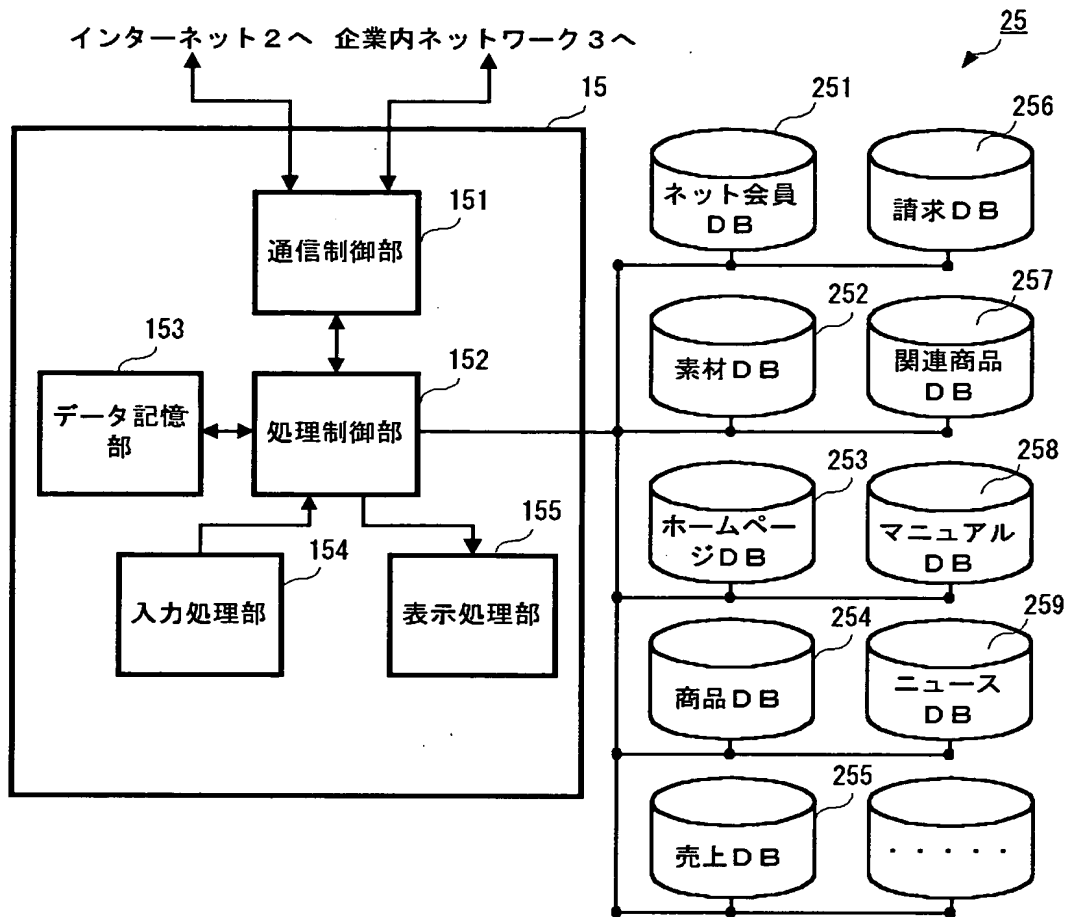 インターネット2へ 企業内ネットワーク3へ
25
15
251
256
ネット会員
DB
請求DB
151
通信制御部
252
257
素材DB
関連商品
DB
153
152
データ記憶
部
処理制御部
253
258
ホームペー
ジDB
マニュアル
DB
154
155
入力処理部
表示処理部
254
259
商品DB
ニュース
DB
255
売上DB
・・・・・